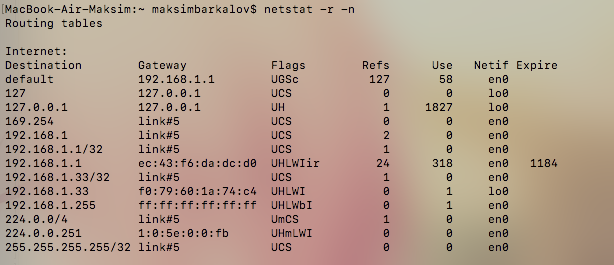 MacBook-Air-Maksim:~ maksimbarkalov$ netstat -r -n
Routing tables
Internet:
Destination Gateway Flags Refs Use Netif Expire
default 192.168.1.1 UGSc 127 58 en0
127 127.0.0.1 UCS 0 0 lo0
127.0.0.1 127.0.0.1 UH 1 1827 lo0
169.254 link#5 UCS 0 0 en0
192.168.1 link#5 UCS 2 0 en0
192.168.1.1/32 link#5 UCS 1 0 en0
192.168.1.1 ec:43:f6:da:dc:d0 UHLWIir 24 318 en0 1184
192.168.1.33/32 link#5 UCS 1 0 en0
192.168.1.33 f0:79:60:1a:74:c4 UHLWI 0 1 lo0
192.168.1.255 ff:ff:ff:ff:ff:ff UHLWbI 0 1 en0
224.0.0/4 link#5 UmCS 1 0 en0
224.0.0.251 1:0:5e:0:0:fb UHmLWI 0 0 en0
255.255.255.255/32 link#5 UCS 0 0 en0